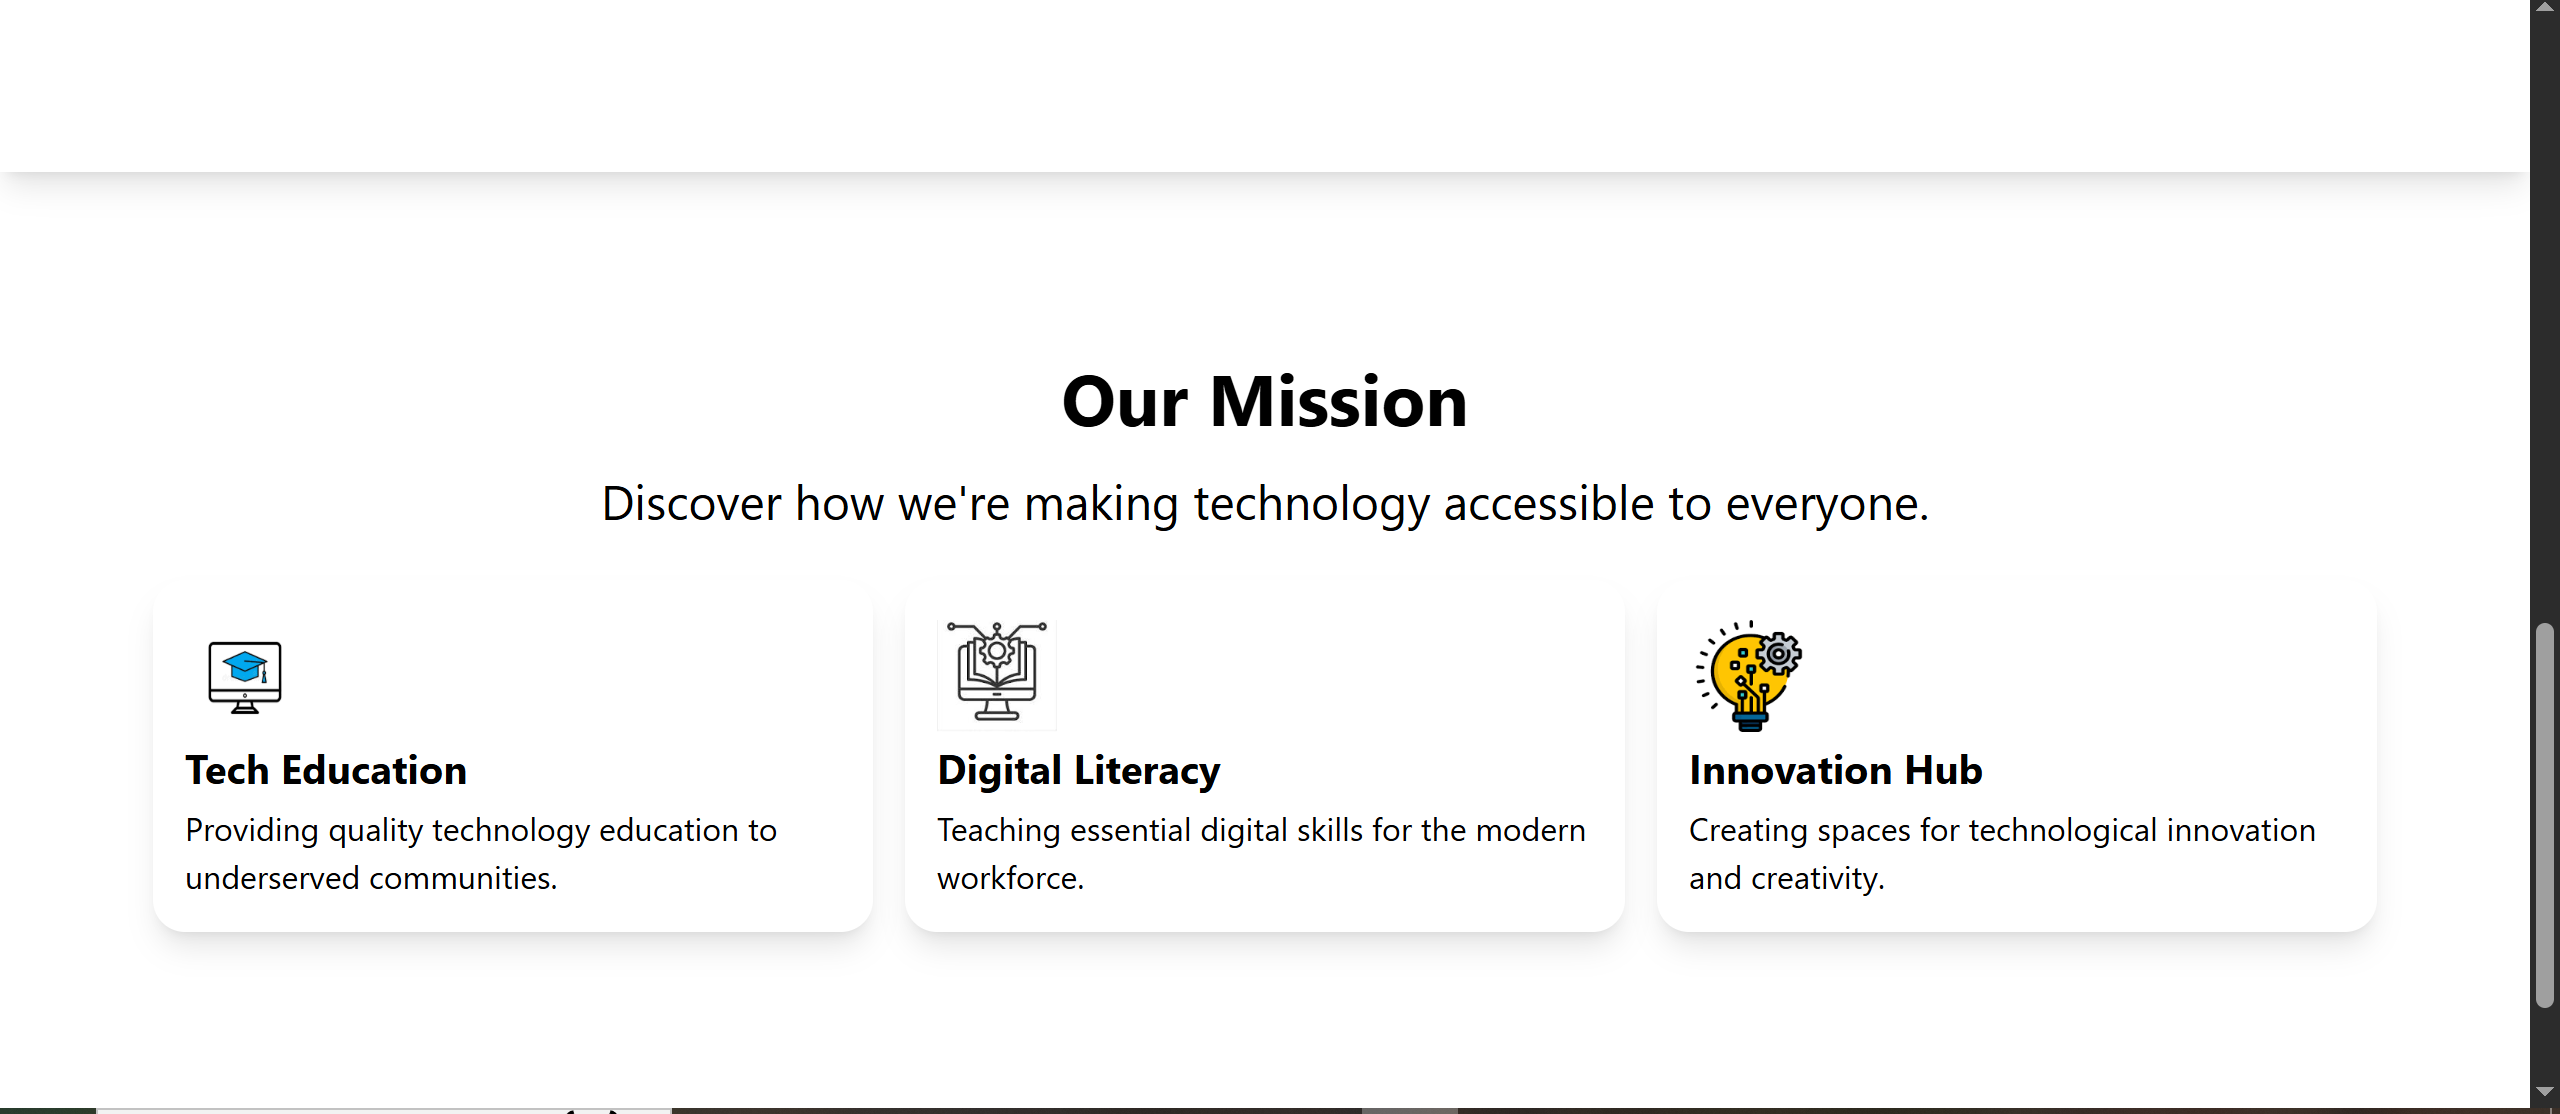 Our Mission
Discover how we're making technology accessible to everyone.
Tech Education
Providing quality technology education to
underserved communities.
Digital Literacy
Teaching essential digital skills for the modern
workforce.
Innovation Hub
Creating spaces for technological innovation
and creativity.